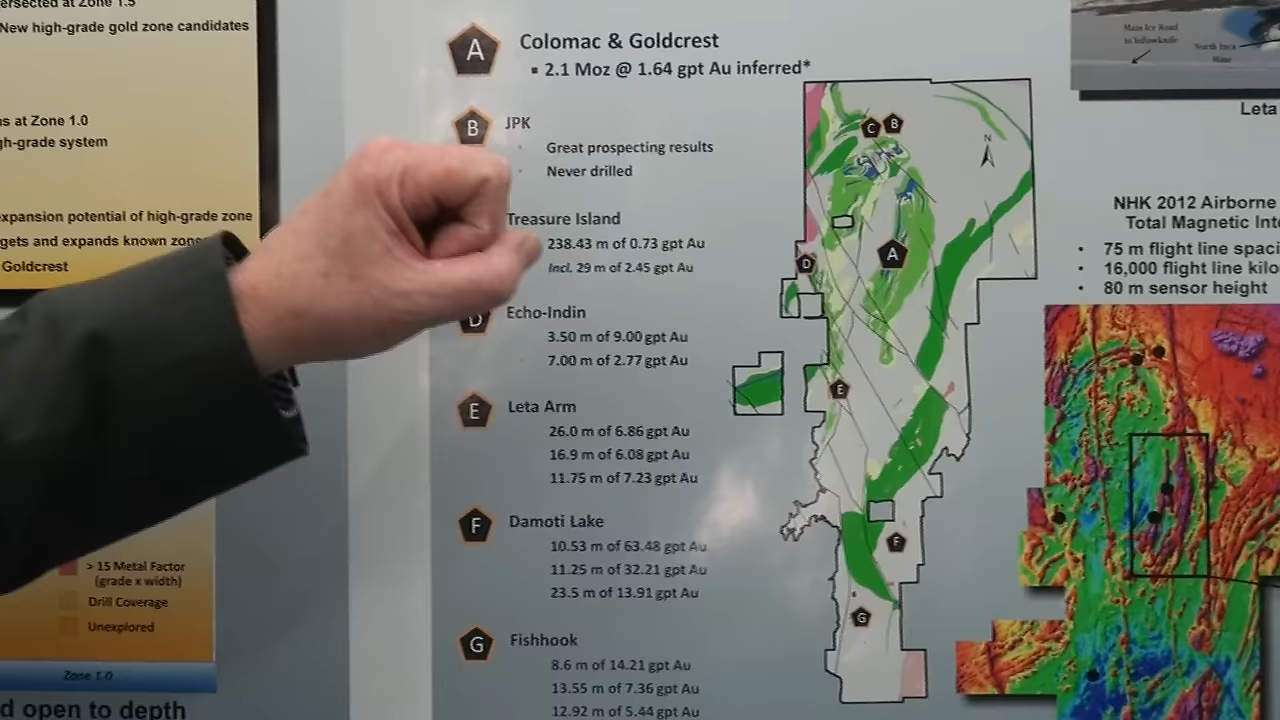 ersected at Zone 1.5
New high-grade gold zone candidates
s at Zone 1.0
gh-grade system
expansion potential of high-grade zone
gets and expands known zone
Goldcrest
> 15 Metal Factor
(grade x width)
Drill Coverage
Unexplored
Zone 1.0
d open to depth
A
Colomac & Goldcrest
▪ 2.1 Moz @ 1.64 gpt Au inferred*
B
JPK
Great prospecting results
Never drilled
Treasure Island
238.43 m of 0.73 gpt Au
Incl. 29 m of 2.45 gpt Au
D
Echo-Indin
3.50 m of 9.00 gpt Au
7.00 m of 2.77 gpt Au
E
Leta Arm
26.0 m of 6.86 gpt Au
16.9 m of 6.08 gpt Au
11.75 m of 7.23 gpt Au
F
Damoti Lake
10.53 m of 63.48 gpt Au
11.25 m of 32.21 gpt Au
23.5 m of 13.91 gpt Au
G
Fishhook
8.6 m of 14.21 gpt Au
13.55 m of 7.36 gpt Au
12.92 m of 5.44 gpt Au
C B
N
A
D
E
F
G
Main Ice Road
to Yellowknife
North Inca
Mine
Leta
NHK 2012 Airborne
Total Magnetic Int
• 75 m flight line spaci
• 16,000 flight line kilo
• 80 m sensor height